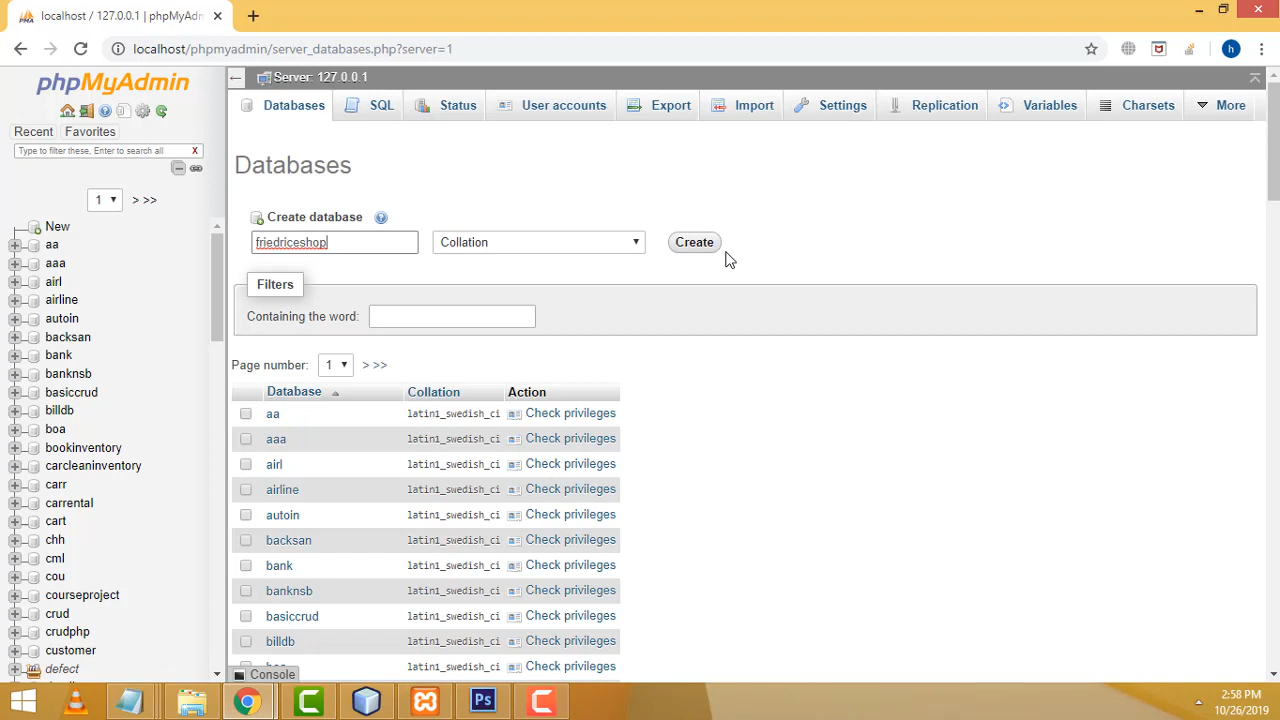 localhost / 127.0.0.1 | phpMyAdm
localhost/phpmyadmin/server_databases.php?server=1
h
phpMyAdmin
Server: 127.0.0.1
Databases
SQL
Status
User accounts
Export
Import
Settings
Replication
Variables
Charsets
More
Recent
Favorites
Type to filter these, Enter to search all
X
1
> >>
New
aa
aaa
airl
airline
autoin
backsan
bank
banknsb
basiccrud
billdb
boa
bookinventory
carcleaninventory
carr
carrental
cart
chh
cml
cou
courseproject
crud
crudphp
customer
defect
Databases
Create database
friedriceshop
Collation
Create
Filters
Containing the word:
Page number:
1
> >>
Database
Collation
Action
aa latin1_swedish_ci Check privileges
aaa latin1_swedish_ci Check privileges
airl latin1_swedish_ci Check privileges
airline latin1_swedish_ci Check privileges
autoin latin1_swedish_ci Check privileges
backsan latin1_swedish_ci Check privileges
bank latin1_swedish_ci Check privileges
banknsb latin1_swedish_ci Check privileges
basiccrud latin1_swedish_ci Check privileges
billdb latin1_swedish_ci Check privileges
boa latin1_swedish_ci Check privileges
Console
Ps
2:58 PM
10/26/2019